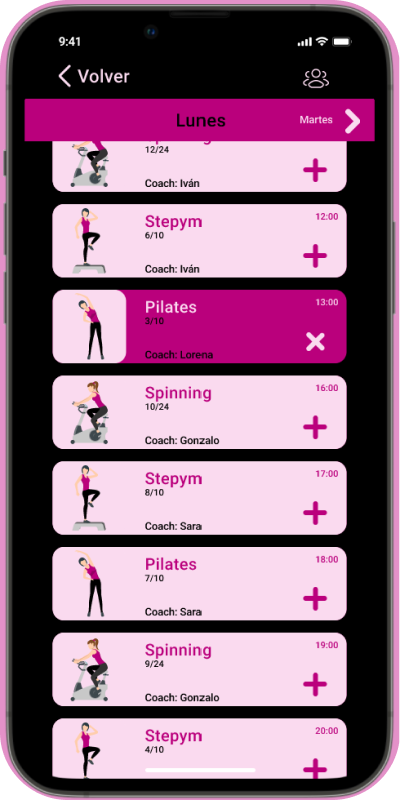 9:41
Volver
Lunes
Martes
Spinning
12/24
Coach: Iván
Stepym
12:00
6/10
Coach: Iván
Pilates
13:00
3/10
Coach: Lorena
Spinning
16:00
10/24
Coach: Gonzalo
Stepym
17:00
8/10
Coach: Sara
Pilates
18:00
7/10
Coach: Sara
Spinning
19:00
9/24
Coach: Gonzalo
Stepym
20:00
4/10